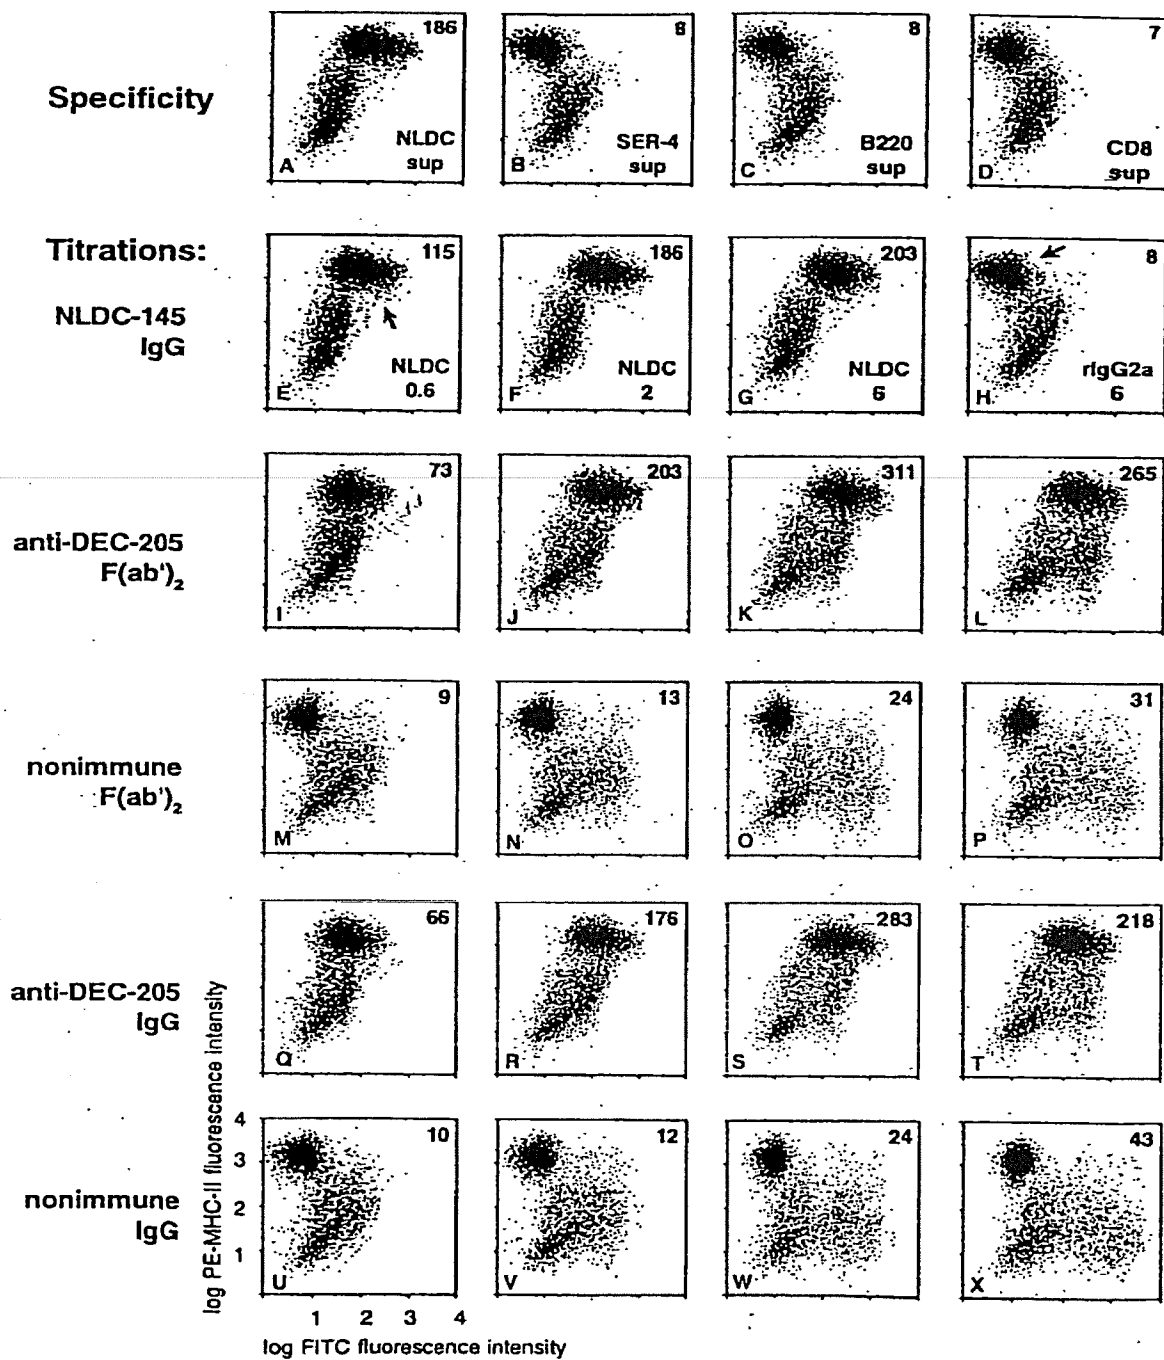 Specificity
186
A
NLDC
sup
8
B
SER-4
sup
8
C
B220
sup
7
D
CD8
sup
Titrations:
NLDC-145
IgG
115
E
NLDC
0.6
186
F
NLDC
2
203
G
NLDC
6
8
H
rIgG2a
6
anti-DEC-205
F(ab')₂
73
I
203
J
311
K
265
L
nonimmune
F(ab')₂
9
M
13
N
24
O
31
P
anti-DEC-205
IgG
66
Q
176
R
283
S
218
T
nonimmune
IgG
log PE-MHC-II fluorescence intensity
4
3
2
1
10
U
12
V
24
W
43
X
1 2 3 4
log FITC fluorescence intensity